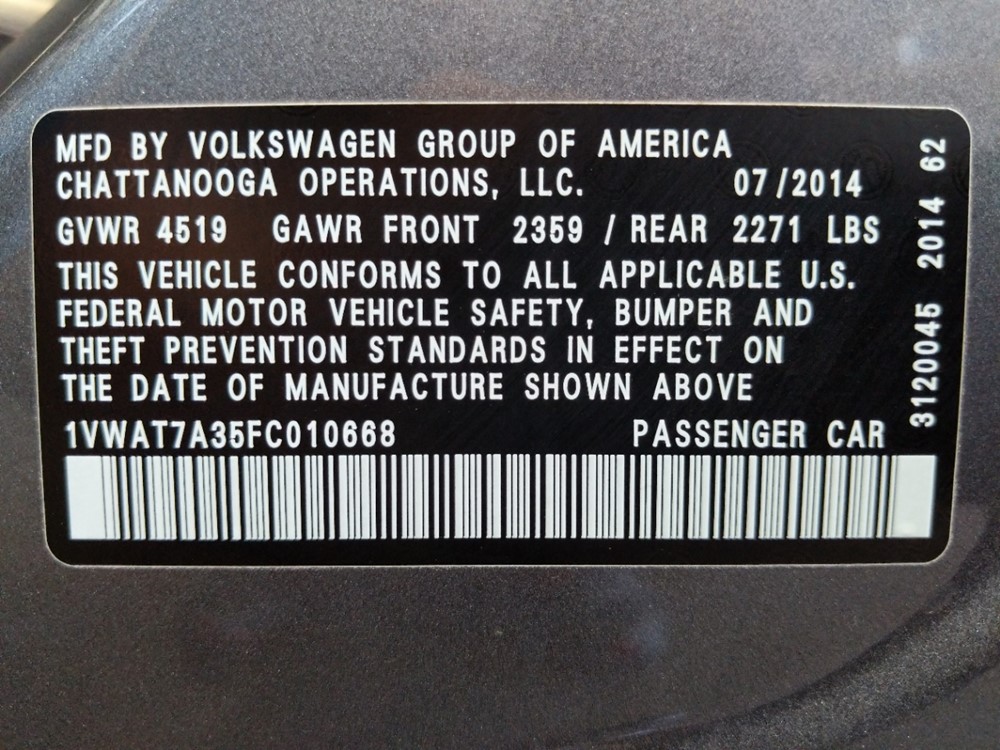 MFD BY VOLKSWAGEN GROUP OF AMERICA
CHATTANOOGA OPERATIONS, LLC. 07/2014
GVWR 4519 GAWR FRONT 2359 / REAR 2271 LBS
THIS VEHICLE CONFORMS TO ALL APPLICABLE U.S.
FEDERAL MOTOR VEHICLE SAFETY, BUMPER AND
THEFT PREVENTION STANDARDS IN EFFECT ON
THE DATE OF MANUFACTURE SHOWN ABOVE
1VWAT7A35FC010668 PASSENGER CAR
3120045 2014 62